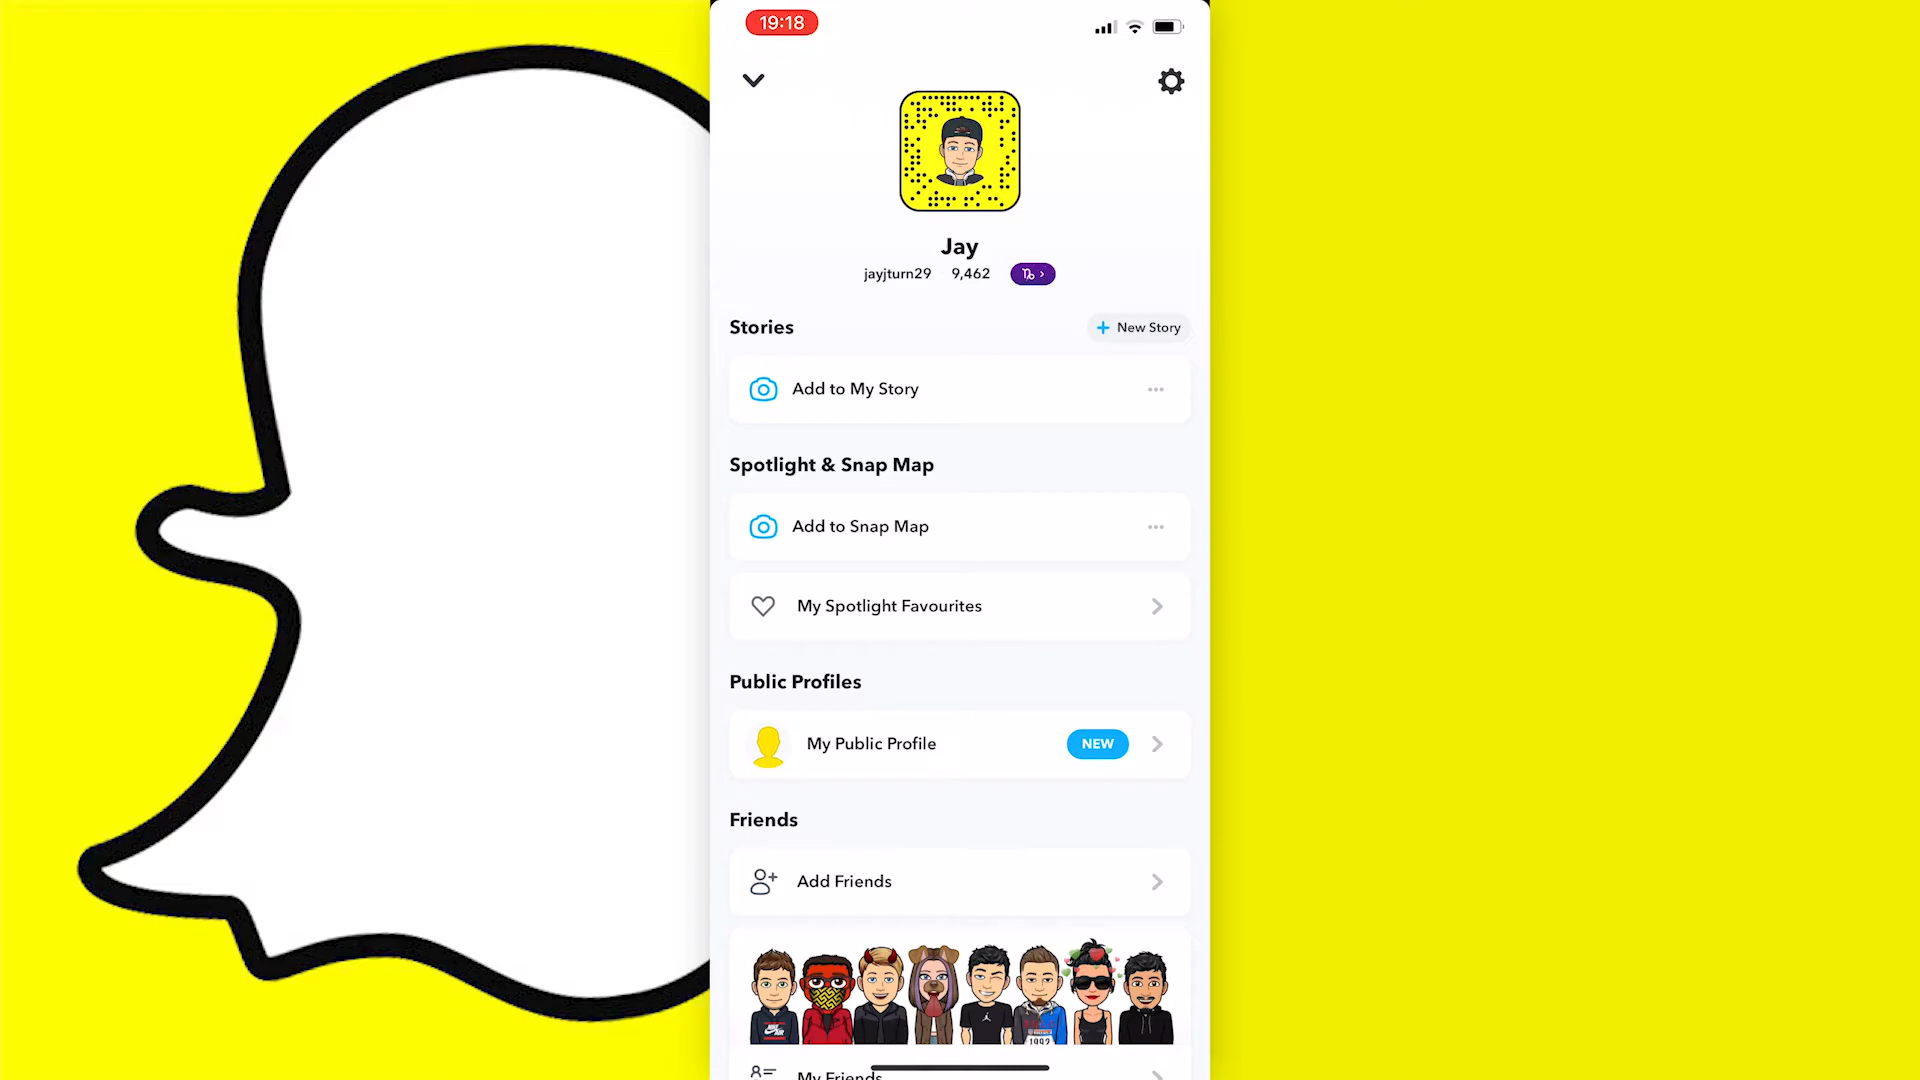 19:18
Jay
jayjturn29 9,462
Stories
New Story
Add to My Story
Spotlight & Snap Map
Add to Snap Map
My Spotlight Favourites
Public Profiles
My Public Profile NEW
Friends
Add Friends
1992
My Friends